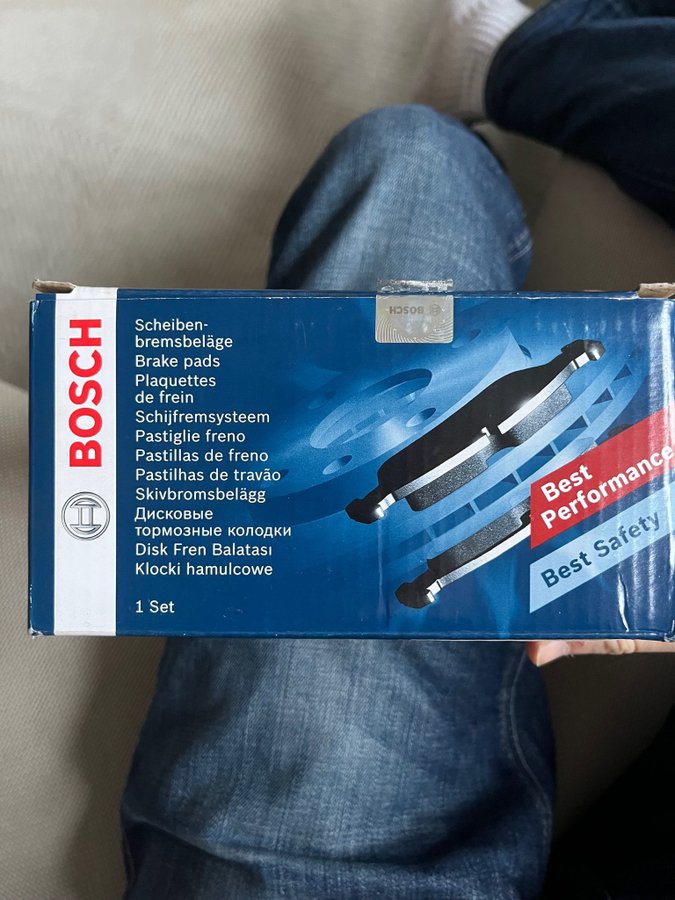 BOSCH
Scheiben-
bremsbeläge
Brake pads
Plaquettes
de frein
Schijfremsysteem
Pastiglie freno
Pastillas de freno
Pastilhas de travão
Skivbromsbelägg
Дисковые
тормозные колодки
Disk Fren Balatası
Klocki hamulcowe
1 Set
BOSCH
Best
Performance
Best Safety